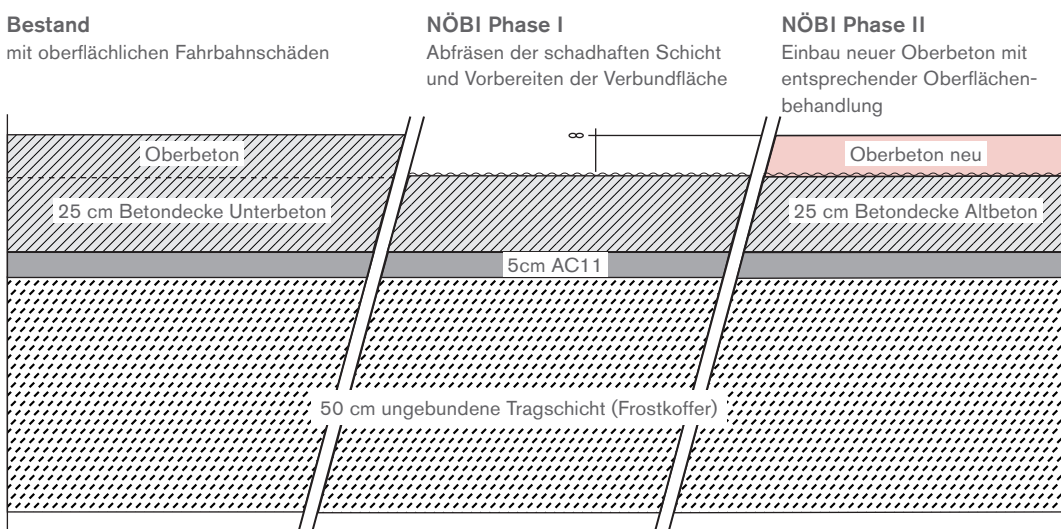 Bestand
mit oberflächlichen Fahrbahnschäden
NÖBI Phase I
Abfräsen der schadhaften Schicht
und Vorbereiten der Verbundfläche
NÖBI Phase II
Einbau neuer Oberbeton mit
entsprechender Oberflächen-
behandlung
8
Oberbeton
Oberbeton neu
25 cm Betondecke Unterbeton
25 cm Betondecke Altbeton
5cm AC11
50 cm ungebundene Tragschicht (Frostkoffer)